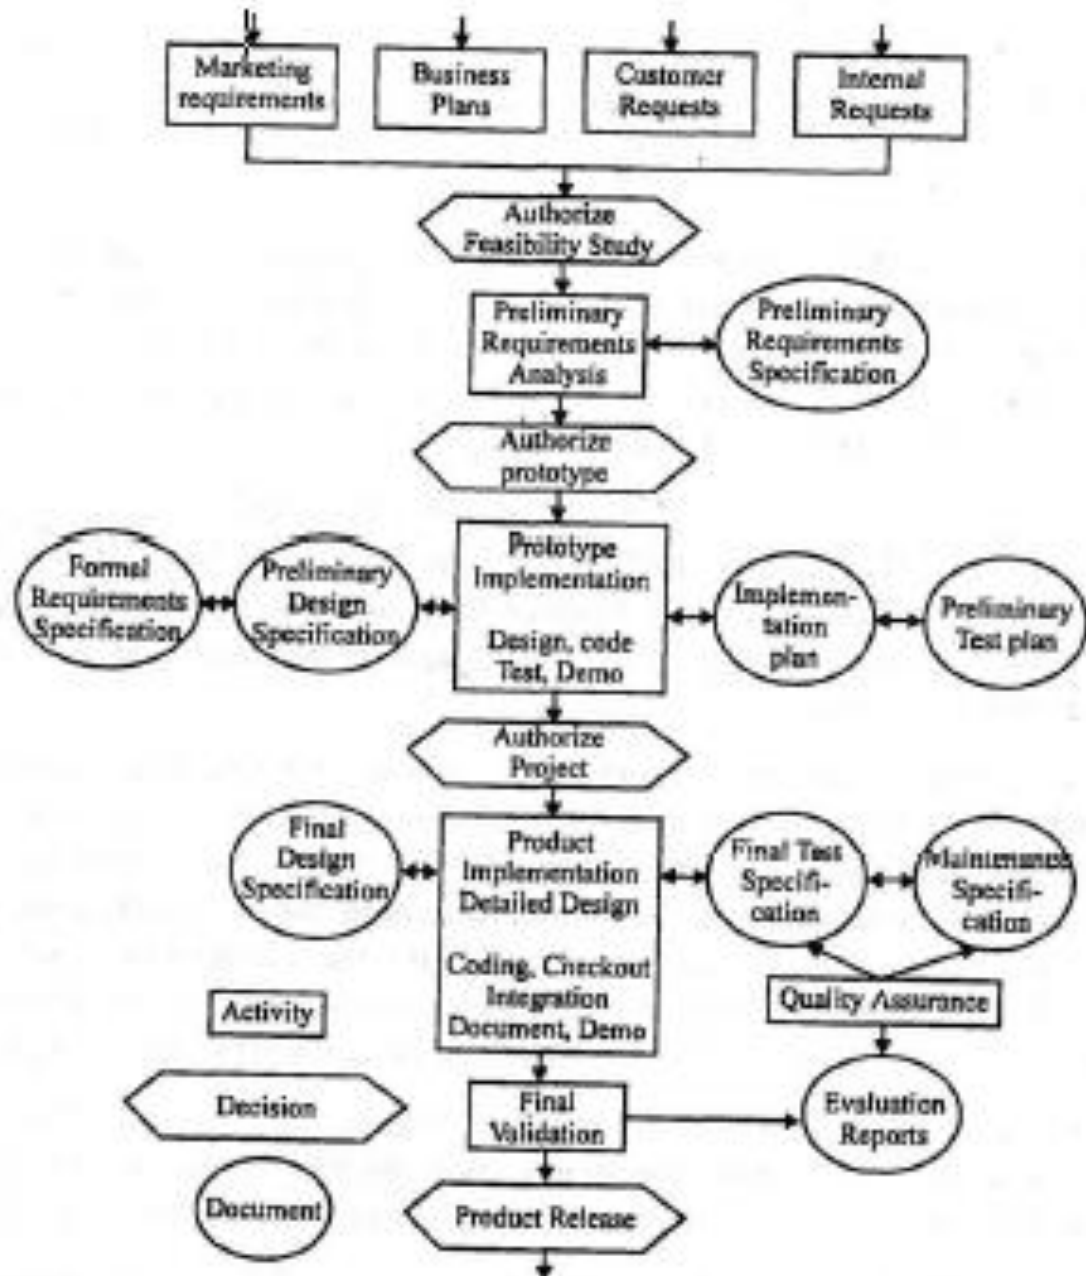 Marketing
requirements
Business
Plans
Customer
Requests
Internal
Requests
Authorize
Feasibility Study
Preliminary
Requirements
Analysis
Preliminary
Requirements
Specification
Authorize
prototype
Formal
Requirements
Specification
Preliminary
Design
Specification
Prototype
Implementation
Design, code
Test, Demo
Implemen-
tation
plan
Preliminary
Test plan
Authorize
Project
Final
Design
Specification
Product
Implementation
Detailed Design
Coding, Checkout
Integration
Document, Demo
Final Test
Specifi-
cation
Maintenance
Specifi-
cation
Quality Assurance
Activity
Decision
Document
Final
Validation
Evaluation
Reports
Product Release